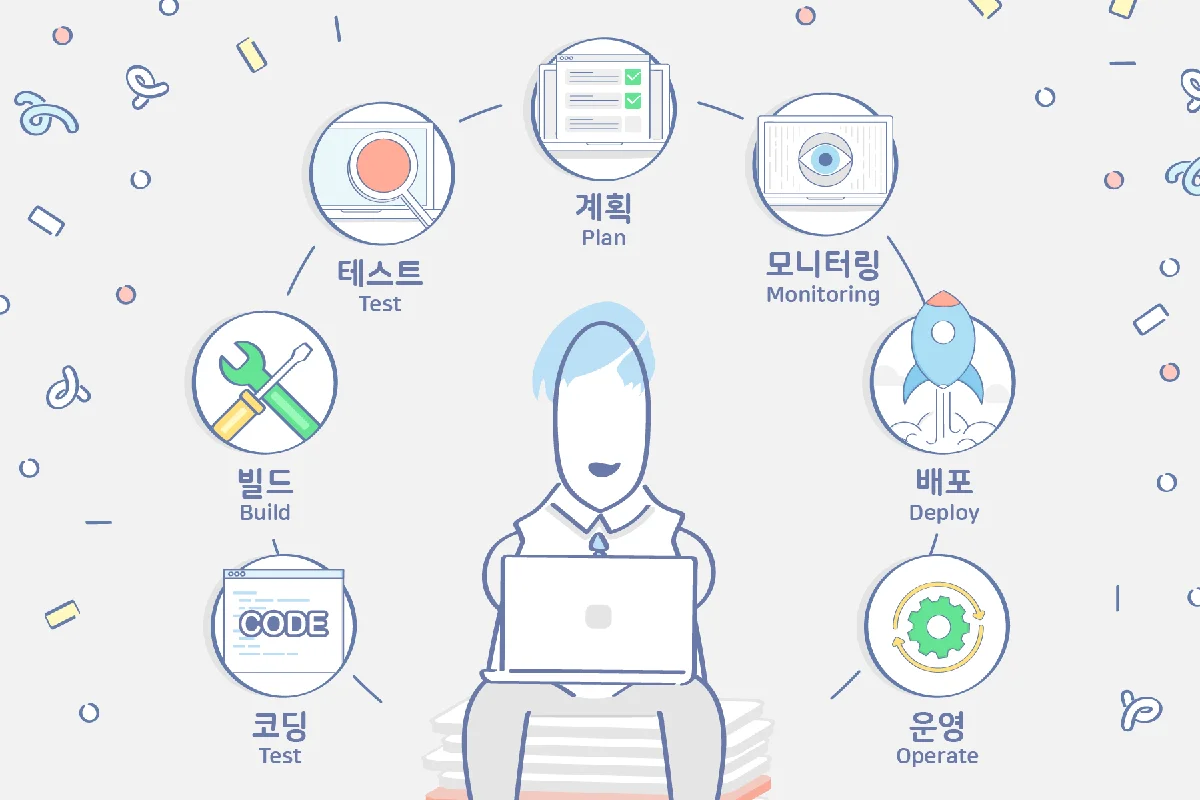 계획
Plan
테스트
Test
모니터링
Monitoring
빌드
Build
배포
Deploy
CODE
코딩
Test
운영
Operate